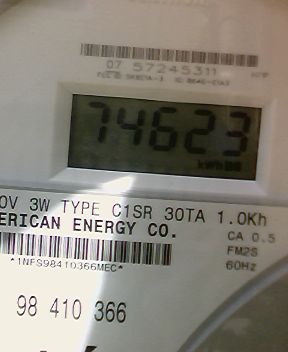 07 57245311
74623
kWh
0V 3W TYPE C1SR 30TA 1.0Kh
ERICAN ENERGY CO.
CA 0.5
FM2S
60Hz
*1NFS98410366MEC*
98 410 366